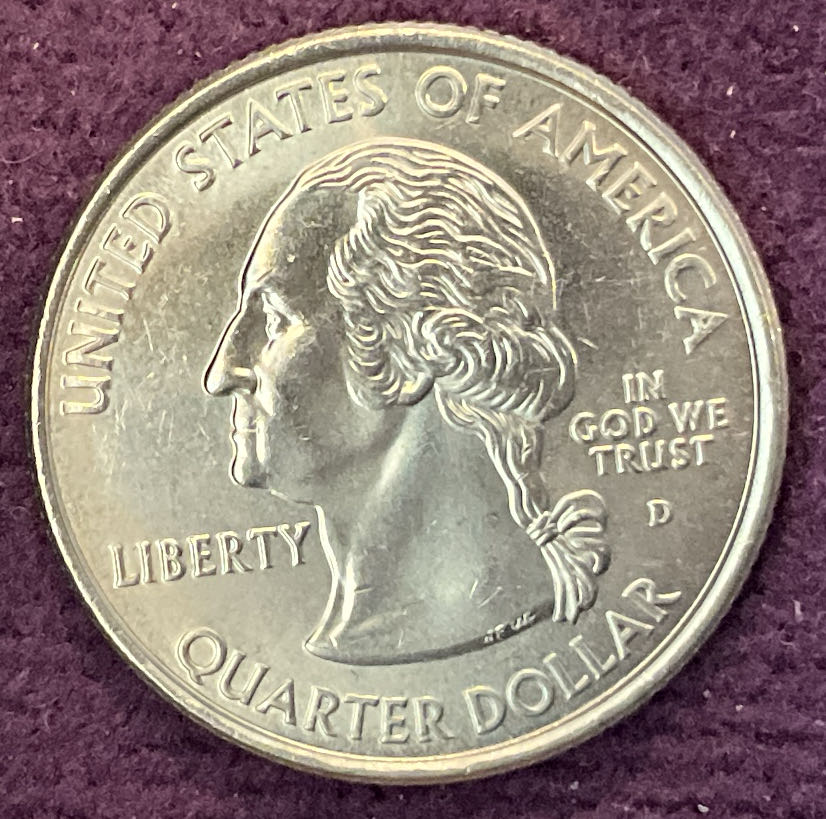 UNITED STATES OF AMERICA
LIBERTY
IN
GOD WE
TRUST
D
QUARTER DOLLAR